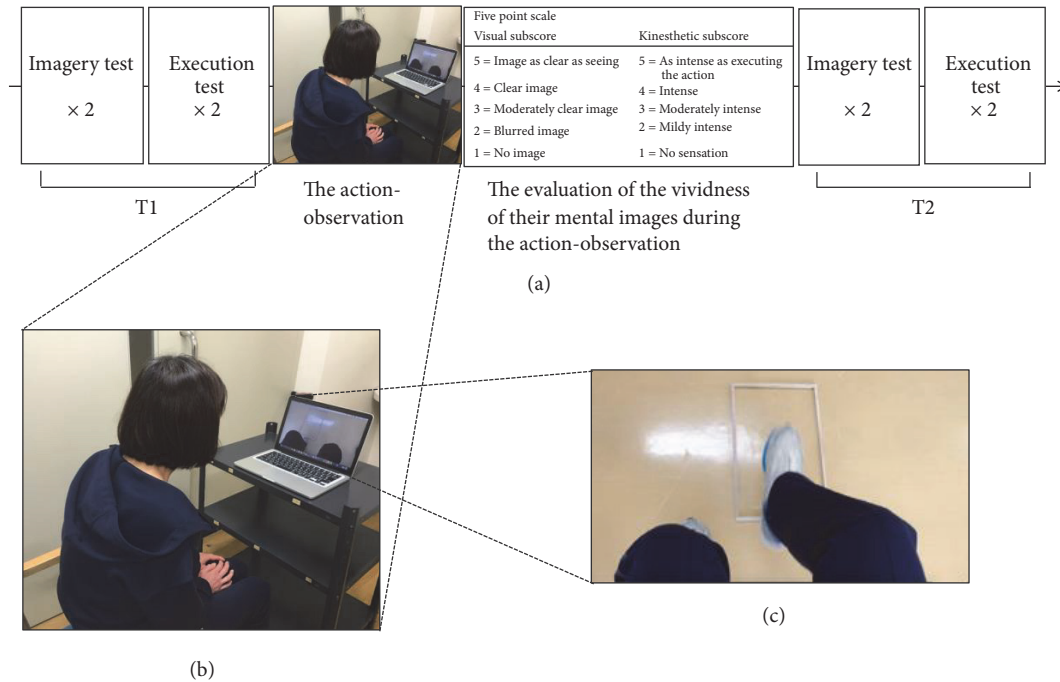 Imagery test
× 2
Execution
test
× 2
Five point scale
Visual subscore
5 = Image as clear as seeing
4 = Clear image
3 = Moderately clear image
2 = Blurred image
1 = No image
Kinesthetic subscore
5 = As intense as executing
the action
4 = Intense
3 = Moderately intense
2 = Mildy intense
1 = No sensation
Imagery test
× 2
Execution
test
× 2
T1
The action-
observation
The evaluation of the vividness
of their mental images during
the action-observation
T2
(a)
(b)
(c)